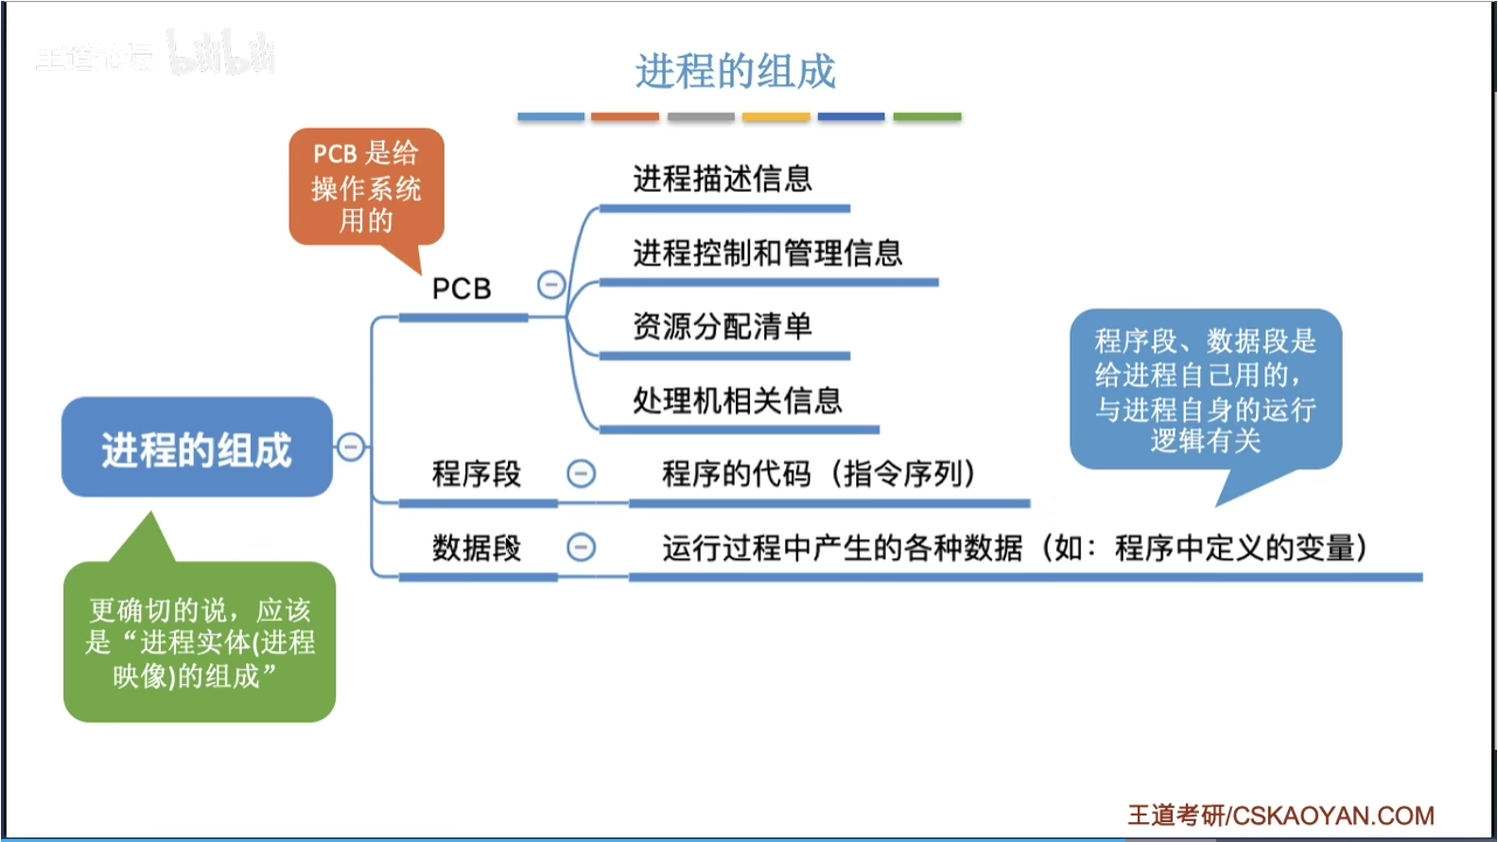 王道论坛 bilibili
进程的组成
PCB 是给
操作系统
用的
进程描述信息
进程控制和管理信息
PCB
资源分配清单
处理机相关信息
程序段、数据段是
给进程自己用的，
与进程自身的运行
逻辑有关
进程的组成
程序段
程序的代码（指令序列）
数据段
运行过程中产生的各种数据（如：程序中定义的变量）
更确切的说，应该
是“进程实体(进程
映像)的组成”
王道考研/CSKAOYAN.COM